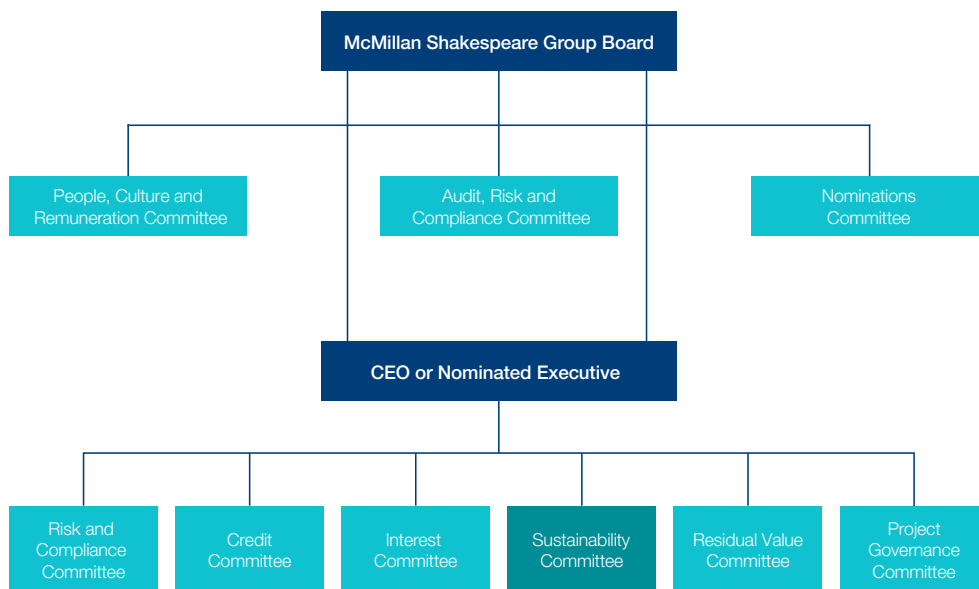 McMillan Shakespeare Group Board
People, Culture and
Remuneration Committee
Audit, Risk and
Compliance Committee
Nominations
Committee
CEO or Nominated Executive
Risk and
Compliance
Committee
Credit
Committee
Interest
Committee
Sustainability
Committee
Residual Value
Committee
Project
Governance
Committee